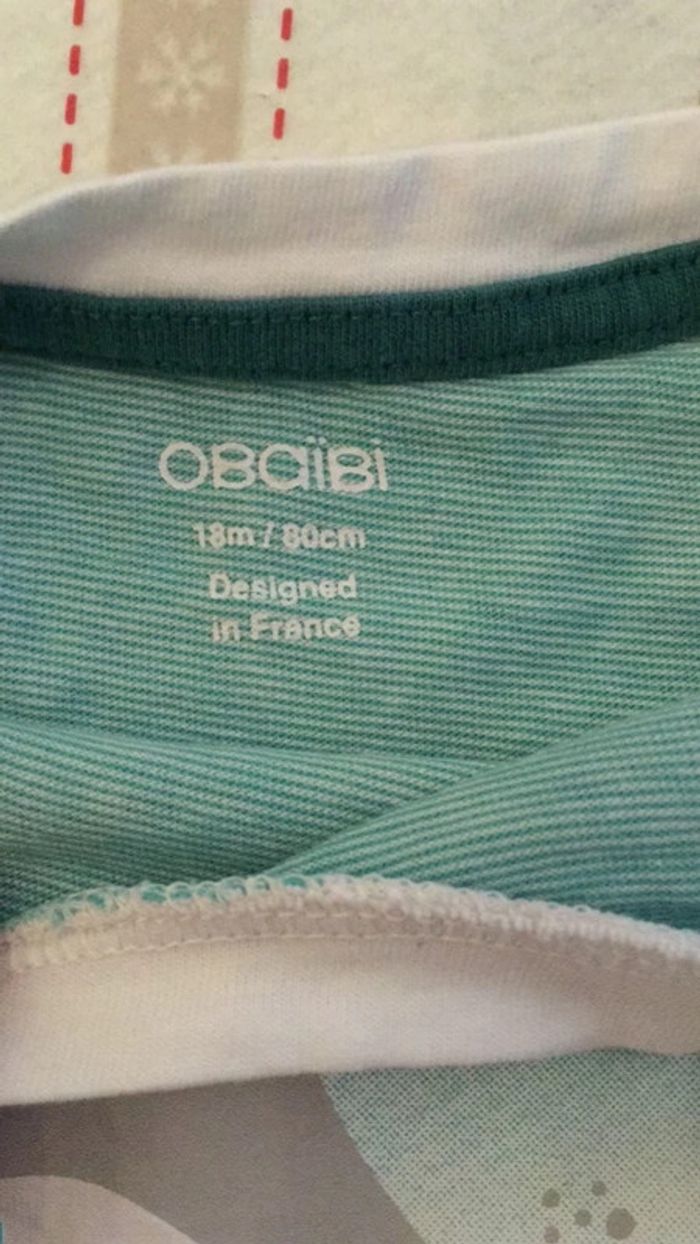 OBaïBi
18m / 80cm
Designed
in France